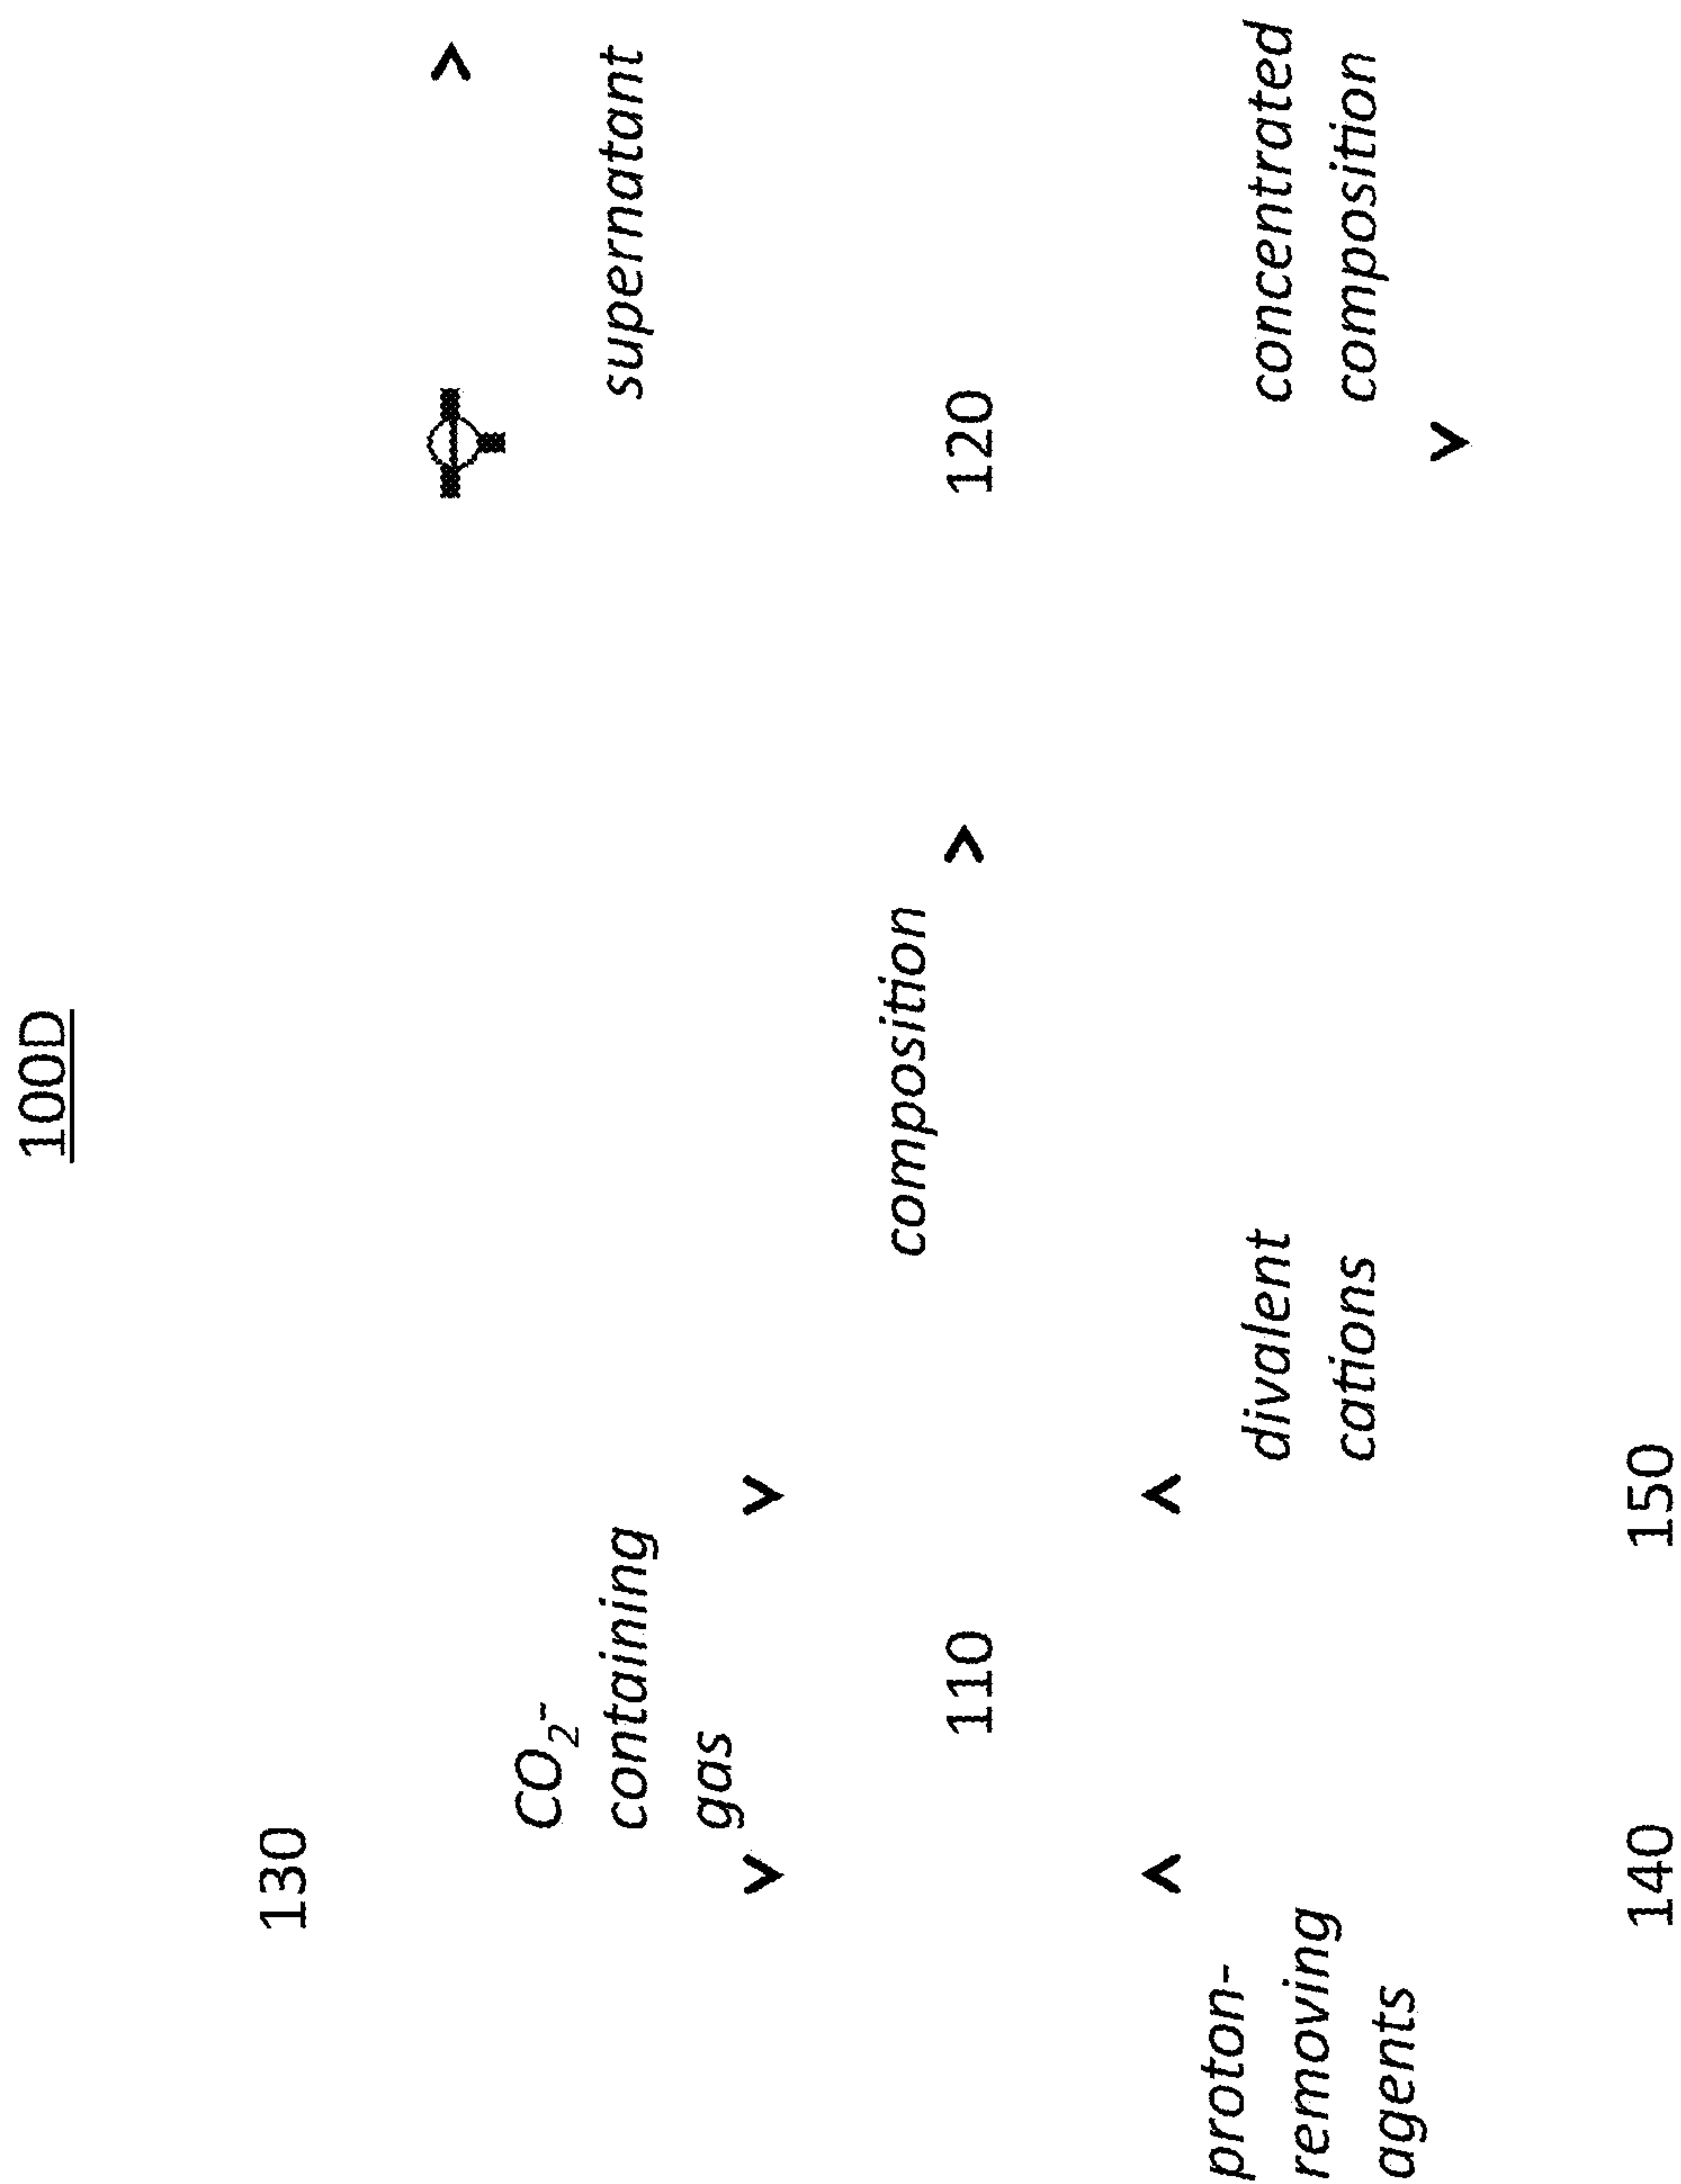 100D
130
CO₂-
containing
gas
supernatant
composition
110
120
proton-
removing
agents
divalent
cations
concentrated
composition
140
150